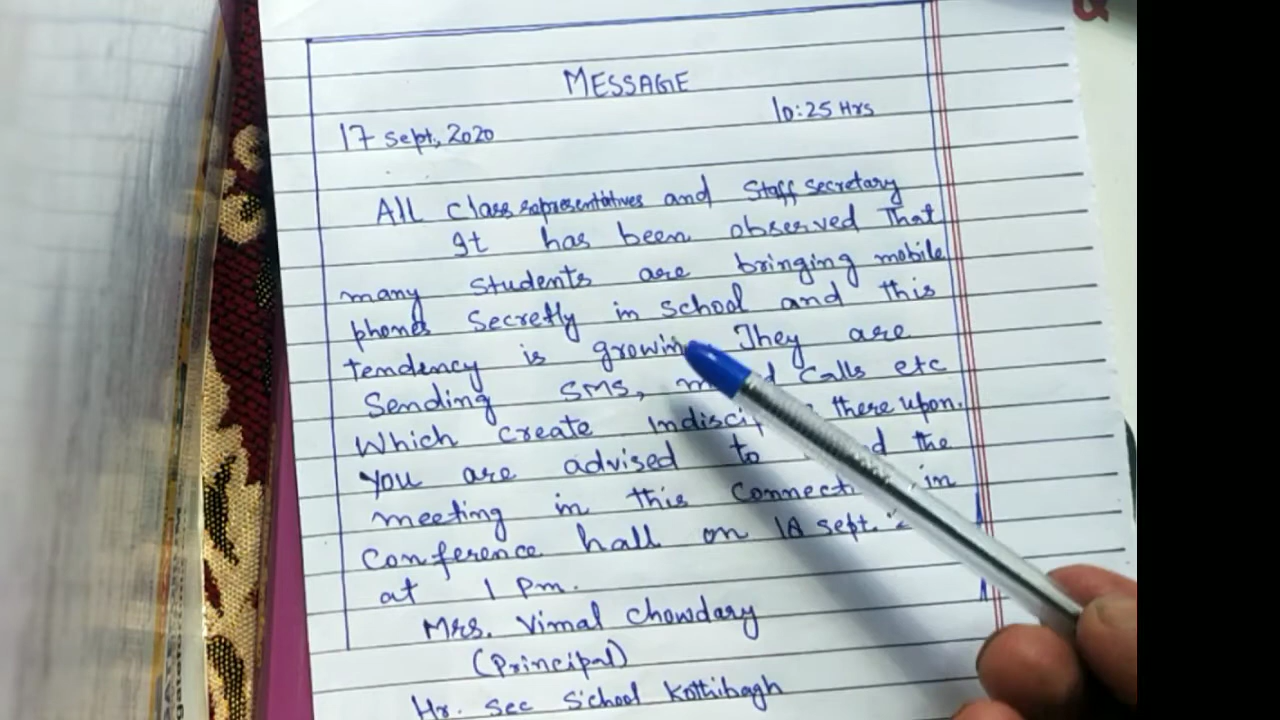 MESSAGE
10:25 Hrs
17 Sept., 2020
All Class representatives and Staff secretary
It has been observed That
many students are bringing mobile
phones Secretly in School and this
tendency is growing They are
Sending SMS, calls etc
Which create there upon.
You are advised to the
meeting in this in
Conference hall on 18 sept.
at 1 Pm.
Mrs. Vimal Chowdary
(Principal)
Hr. Sec School Kothibagh